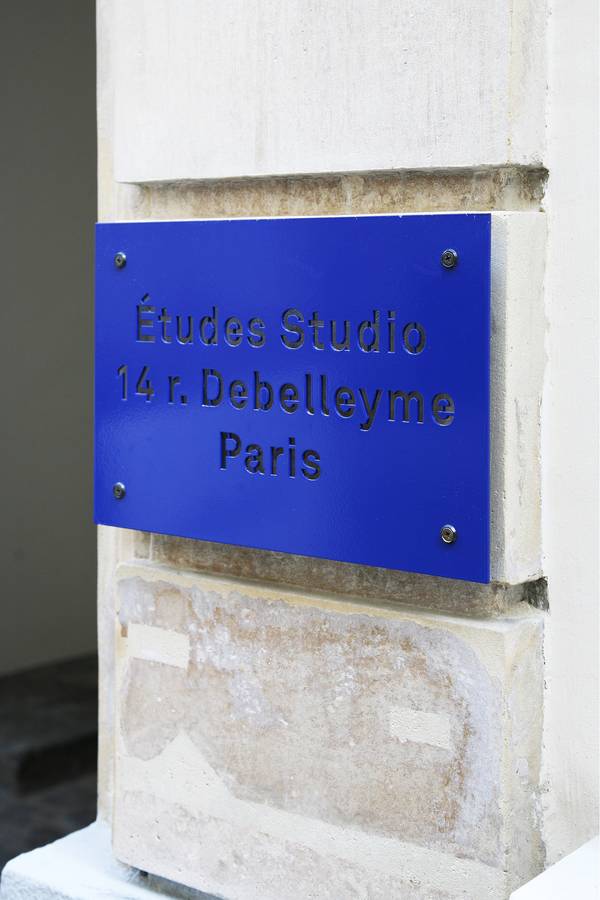 Études Studio
14 r. Debelleyme
Paris